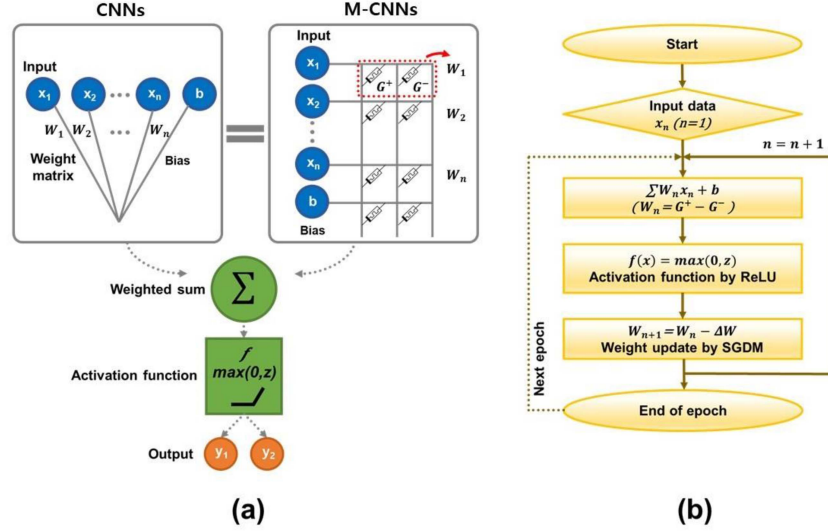 CNNs
Input
x1 x2 xn b
W1 W2 Wn
Weight
matrix
Bias
=
M-CNNs
Input
x1
G+ G−
W1
x2
W2
xn
Wn
b
Bias
Weighted sum
Σ
Activation function
f
max(0,z)
Output
y1 y2
(a)
Start
Input data
xn (n=1)
n = n + 1
∑Wnxn + b
(Wn = G+ − G−)
f(x) = max(0, z)
Activation function by ReLU
Wn+1=Wn − ΔW
Weight update by SGDM
Next epoch
End of epoch
(b)